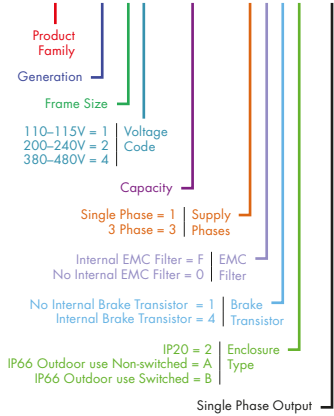 Product
Family
Generation
Frame Size
110–115V = 1
200–240V = 2
380–480V = 4
Voltage
Code
Capacity
Single Phase = 1
3 Phase = 3
Supply
Phases
Internal EMC Filter = F
No Internal EMC Filter = 0
EMC
Filter
No Internal Brake Transistor = 1
Internal Brake Transistor = 4
Brake
Transistor
IP20 = 2
IP66 Outdoor use Non-switched = A
IP66 Outdoor use Switched = B
Enclosure
Type
Single Phase Output